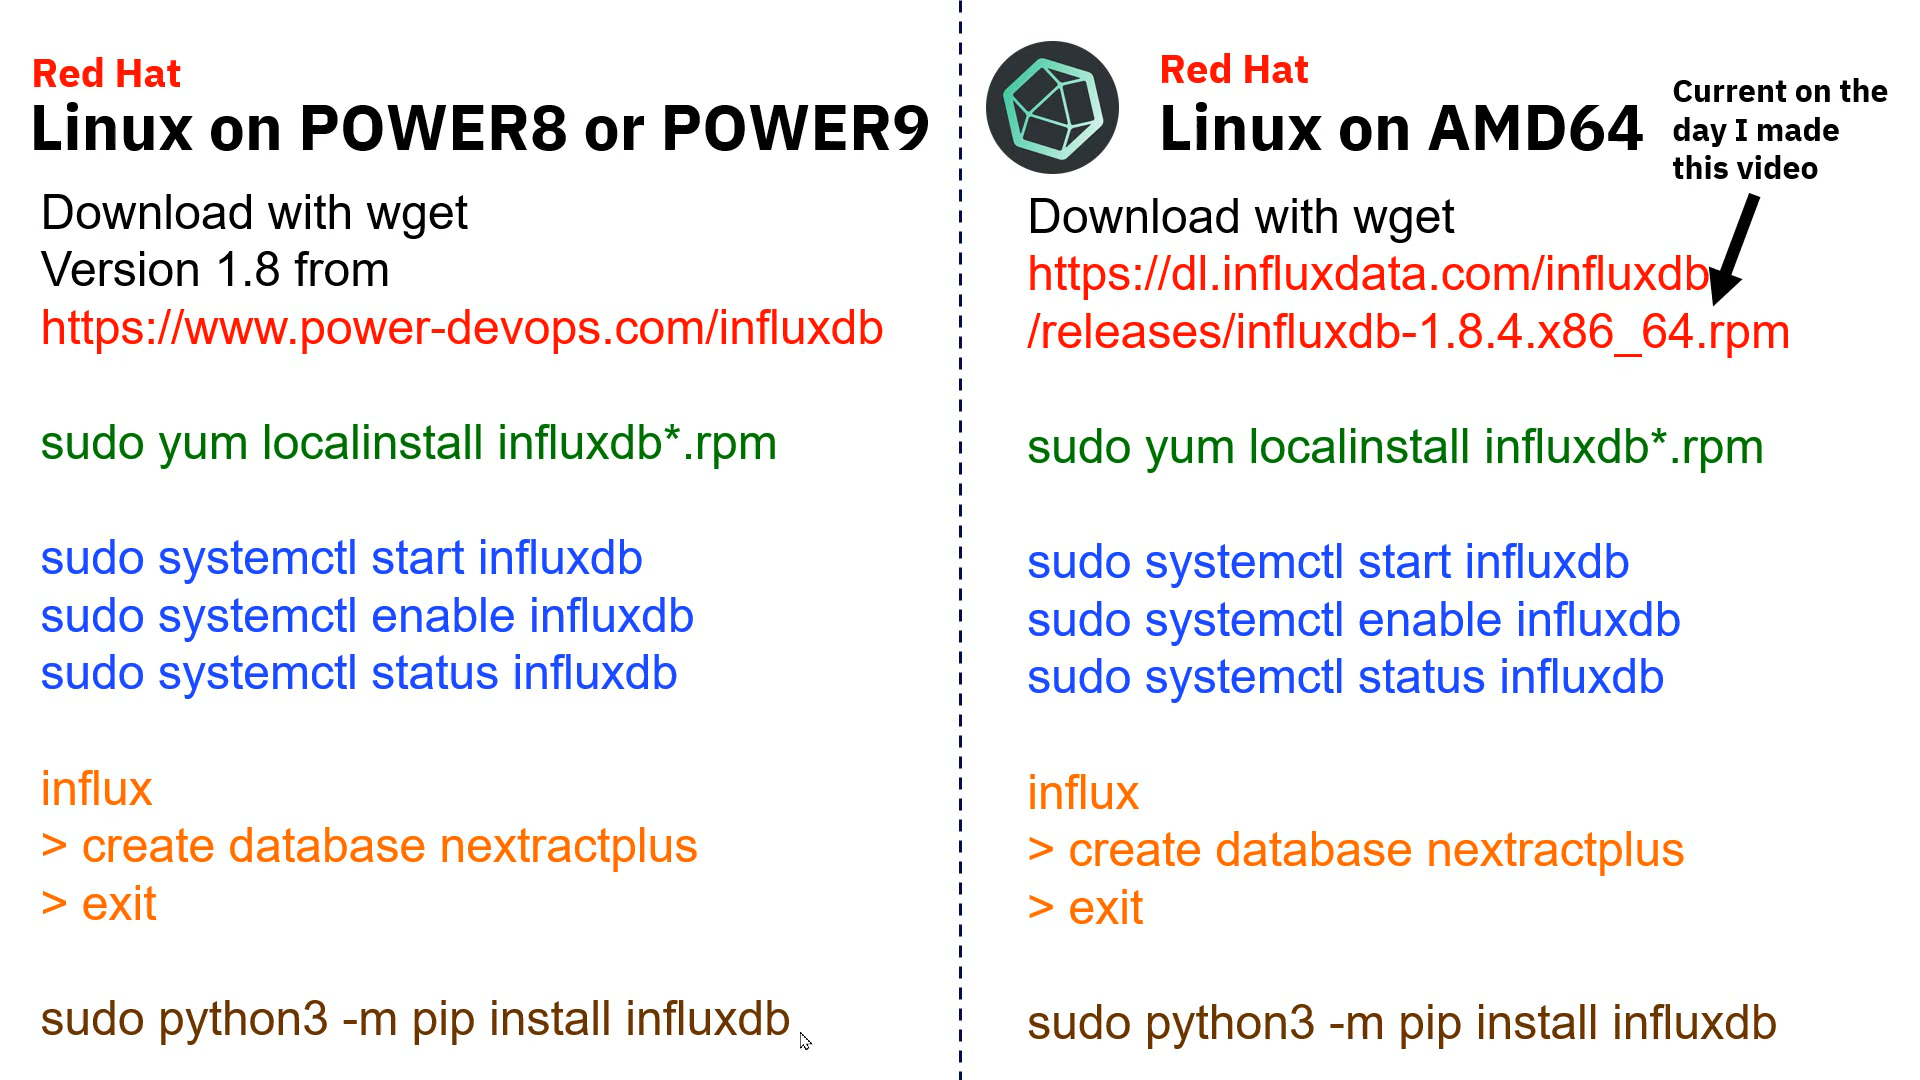 Red Hat
Linux on POWER8 or POWER9
Download with wget
Version 1.8 from
https://www.power-devops.com/influxdb
sudo yum localinstall influxdb*.rpm
sudo systemctl start influxdb
sudo systemctl enable influxdb
sudo systemctl status influxdb
influx
> create database nextractplus
> exit
sudo python3 -m pip install influxdb
Red Hat
Linux on AMD64
Current on the
day I made
this video
Download with wget
https://dl.influxdata.com/influxdb
/releases/influxdb-1.8.4.x86_64.rpm
sudo yum localinstall influxdb*.rpm
sudo systemctl start influxdb
sudo systemctl enable influxdb
sudo systemctl status influxdb
influx
> create database nextractplus
> exit
sudo python3 -m pip install influxdb